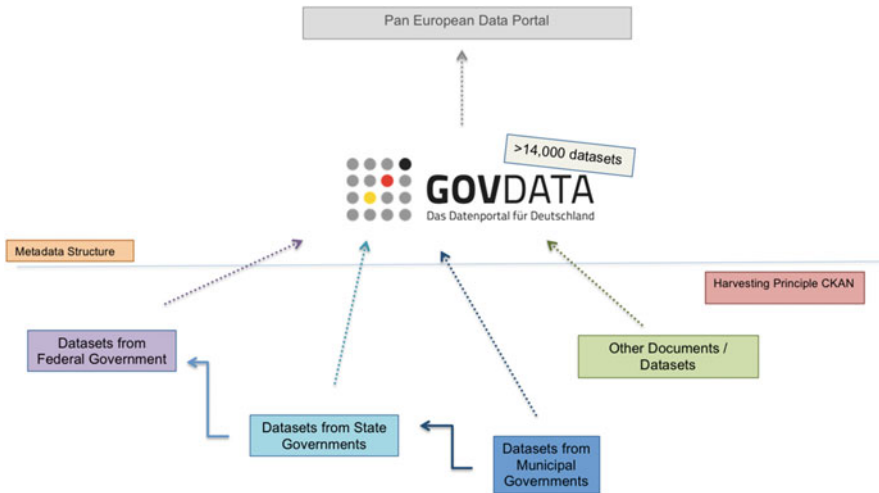 Pan European Data Portal
>14,000 datasets
GOVDATA
Das Datenportal für Deutschland
Metadata Structure
Harvesting Principle CKAN
Datasets from
Federal Government
Other Documents /
Datasets
Datasets from State
Governments
Datasets from
Municipal
Governments